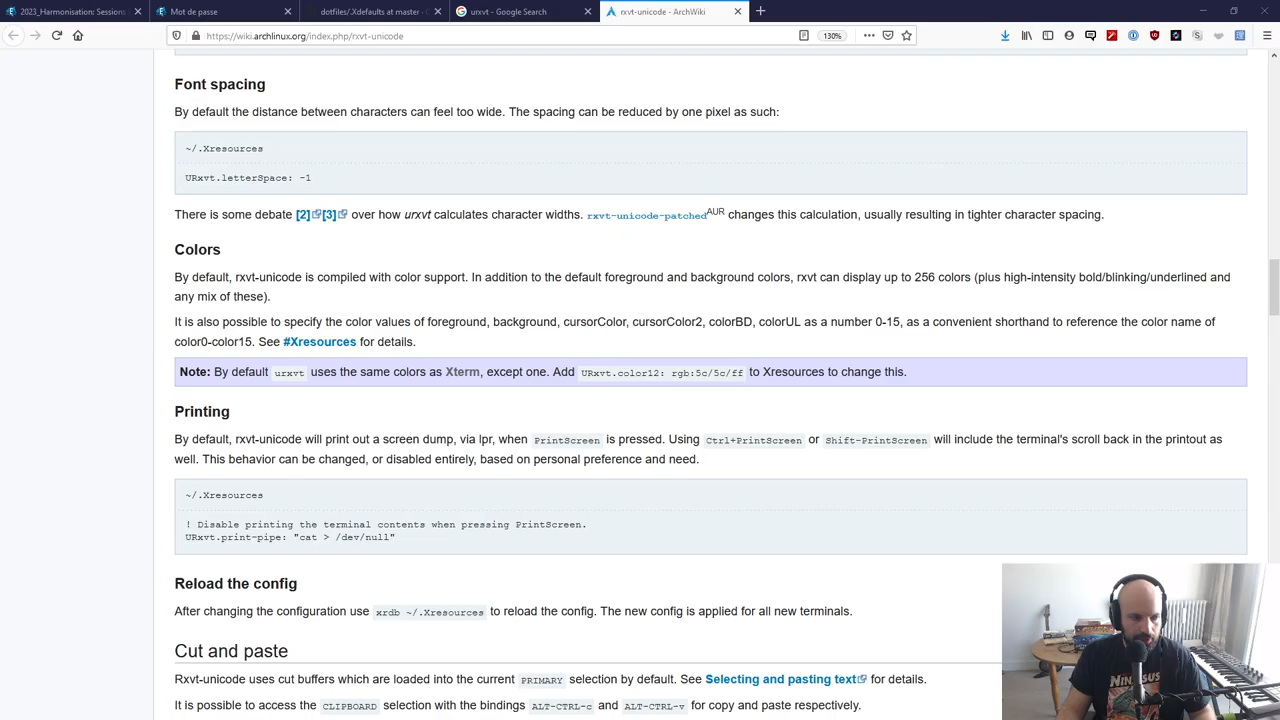 2023_Harmonisation: Sessions
Mot de passe
dotfiles/.Xdefaults at master ·
urxvt - Google Search
rxvt-unicode - ArchWiki
https://wiki.archlinux.org/index.php/rxvt-unicode
130%
Font spacing
By default the distance between characters can feel too wide. The spacing can be reduced by one pixel as such:
~/.Xresources
URxvt.letterSpace: -1
There is some debate [2][3] over how urxvt calculates character widths. rxvt-unicode-patchedAUR changes this calculation, usually resulting in tighter character spacing.
Colors
By default, rxvt-unicode is compiled with color support. In addition to the default foreground and background colors, rxvt can display up to 256 colors (plus high-intensity bold/blinking/underlined and
any mix of these).
It is also possible to specify the color values of foreground, background, cursorColor, cursorColor2, colorBD, colorUL as a number 0-15, as a convenient shorthand to reference the color name of
color0-color15. See #Xresources for details.
Note: By default urxvt uses the same colors as Xterm, except one. Add URxvt.color12: rgb:5c/5c/ff to Xresources to change this.
Printing
By default, rxvt-unicode will print out a screen dump, via lpr, when PrintScreen is pressed. Using Ctrl+PrintScreen or Shift-PrintScreen will include the terminal's scroll back in the printout as
well. This behavior can be changed, or disabled entirely, based on personal preference and need.
~/.Xresources
! Disable printing the terminal contents when pressing PrintScreen.
URxvt.print-pipe: "cat > /dev/null"
Reload the config
After changing the configuration use xrdb ~/.Xresources to reload the config. The new config is applied for all new terminals.
Cut and paste
Rxvt-unicode uses cut buffers which are loaded into the current PRIMARY selection by default. See Selecting and pasting text for details.
It is possible to access the CLIPBOARD selection with the bindings ALT-CTRL-c and ALT-CTRL-v for copy and paste respectively.